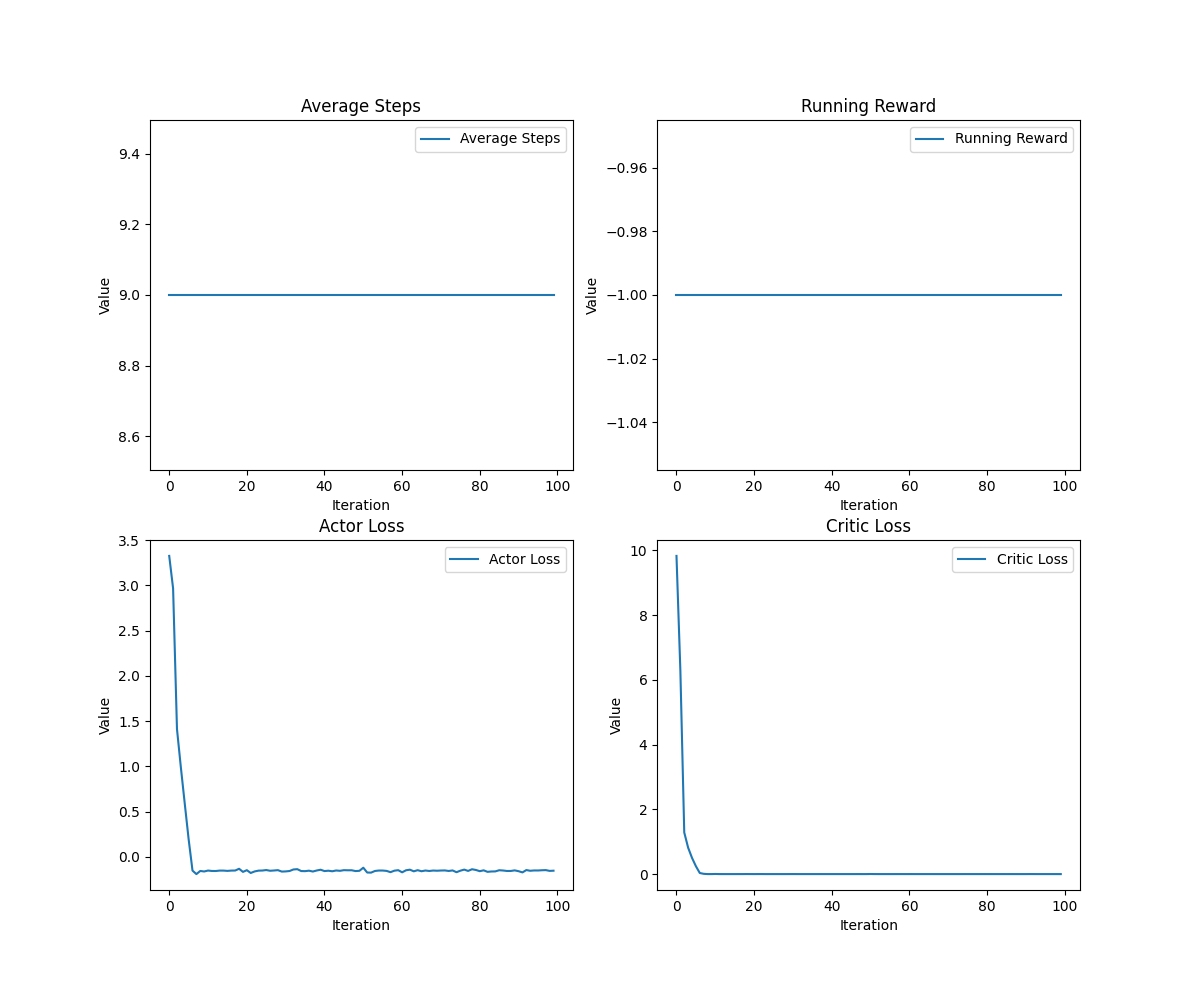 Average Steps
Average Steps
9.4
9.2
9.0
8.8
8.6
Value
0 20 40 60 80 100
Iteration
Running Reward
Running Reward
−0.96
−0.98
−1.00
−1.02
−1.04
Value
0 20 40 60 80 100
Iteration
Actor Loss
Actor Loss
3.5
3.0
2.5
2.0
1.5
1.0
0.5
0.0
Value
0 20 40 60 80 100
Iteration
Critic Loss
Critic Loss
10
8
6
4
2
0
Value
0 20 40 60 80 100
Iteration